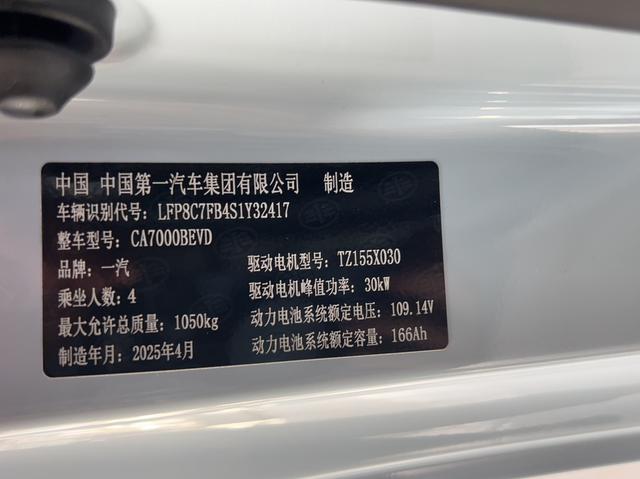 中国 中国第一汽车集团有限公司 制造
车辆识别代号：LFP8C7FB4S1Y32417
整车型号：CA7000BEVD
品牌：一汽 驱动电机型号：TZ155X030
乘坐人数：4 驱动电机峰值功率：30kW
最大允许总质量：1050kg 动力电池系统额定电压：109.14V
制造年月：2025年4月 动力电池系统额定容量：166Ah